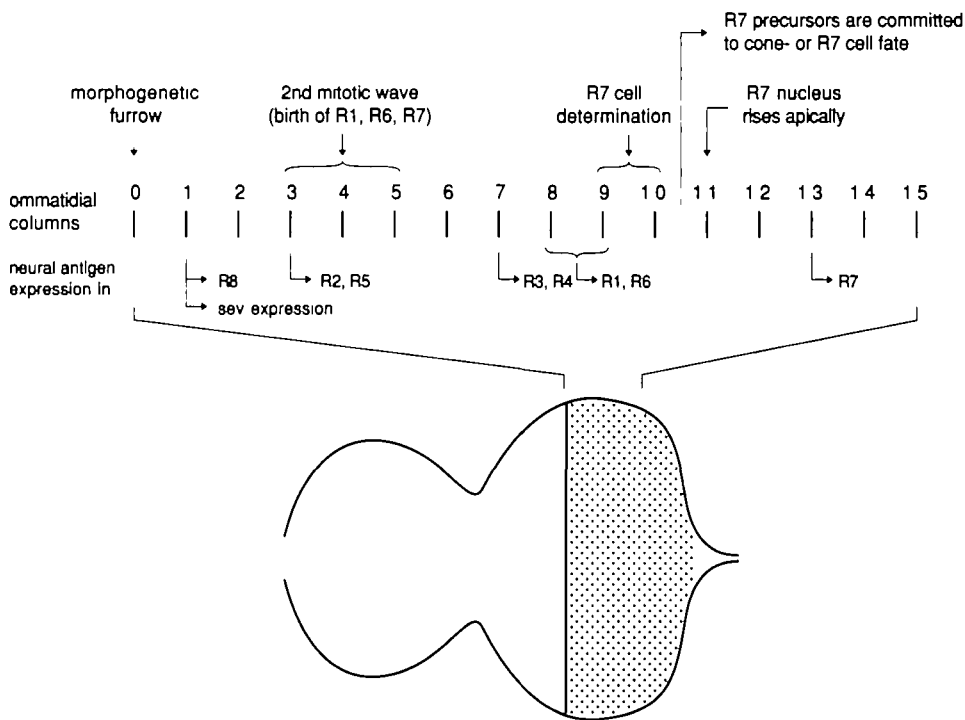 R7 precursors are committed
to cone- or R7 cell fate
morphogenetic
furrow
2nd mitotic wave
(birth of R1, R6, R7)
R7 cell
determination
R7 nucleus
rises apically
ommatidial
columns
0 1 2 3 4 5 6 7 8 9 10 11 12 13 14 15
neural antigen
expression in
R8
R2, R5
R3, R4
R1, R6
R7
sev expression